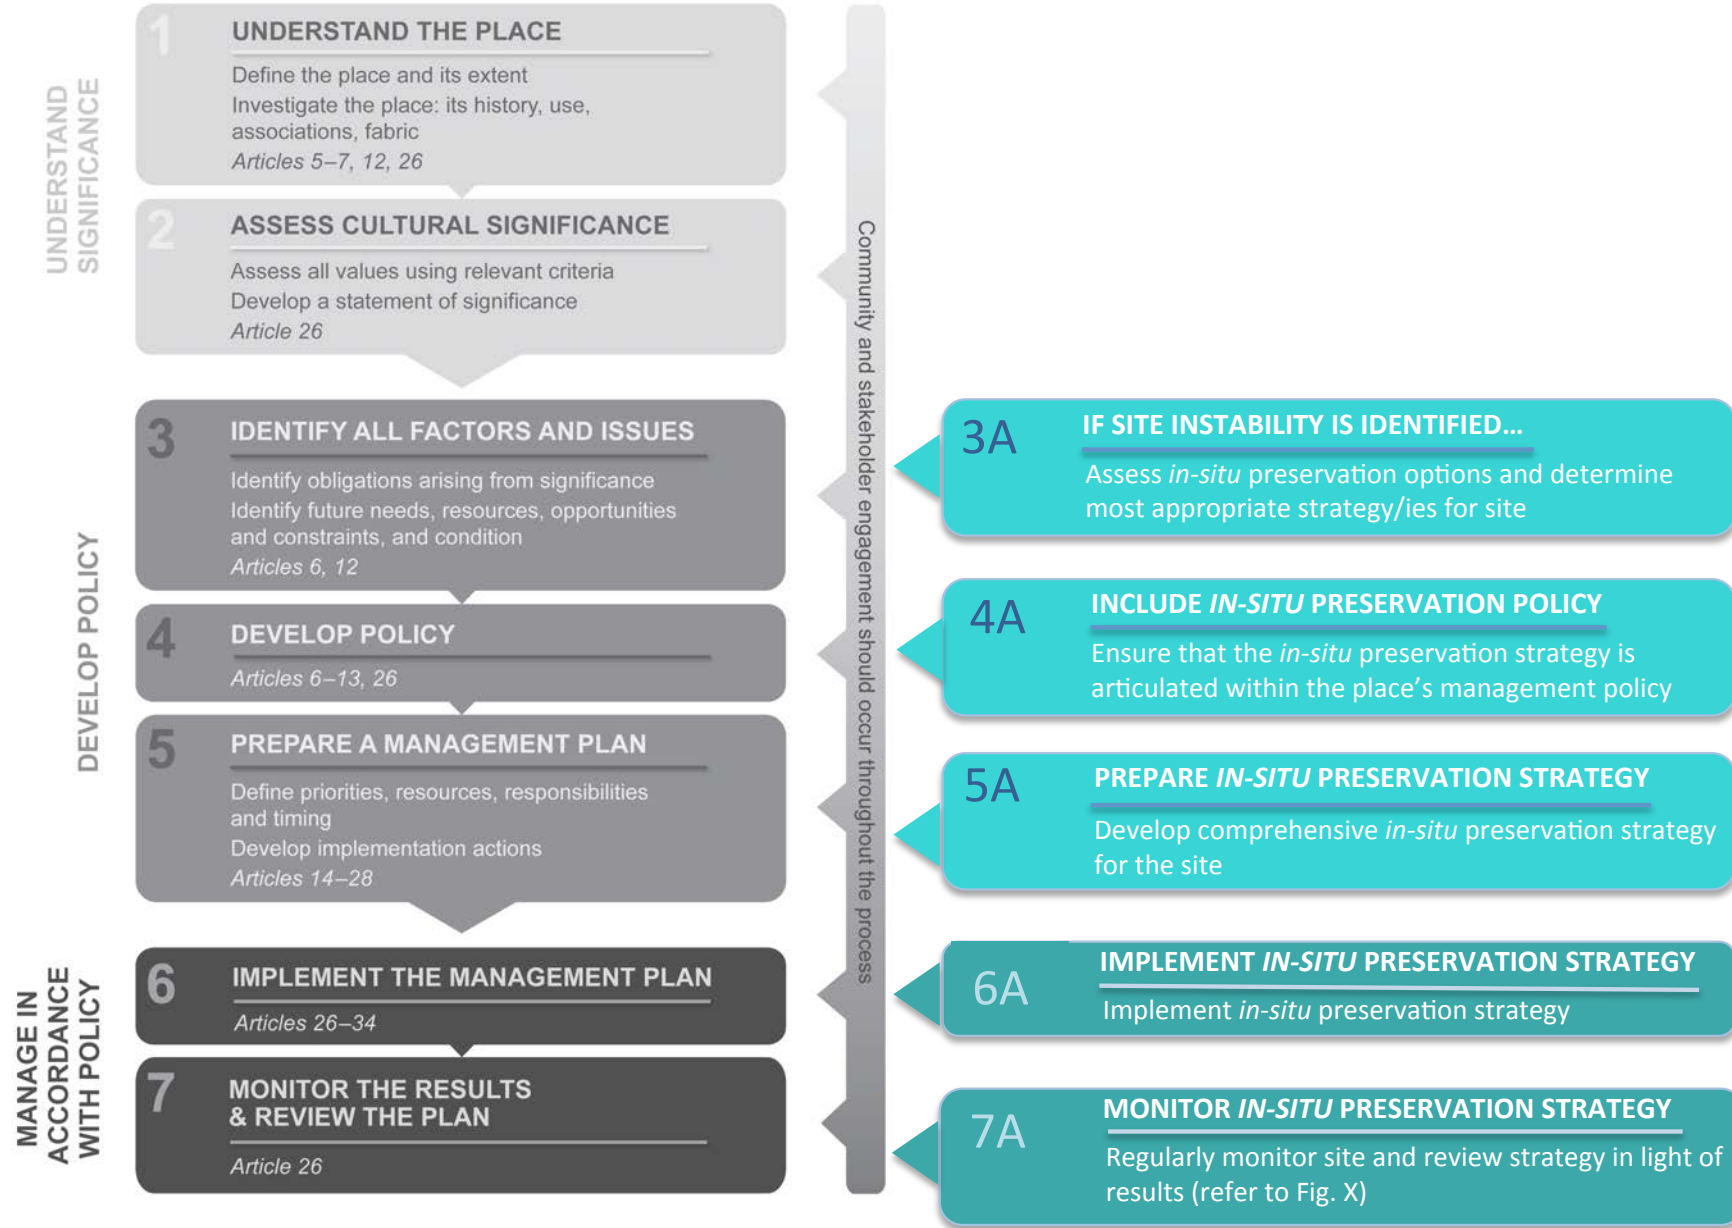 UNDERSTAND
SIGNIFICANCE
1
UNDERSTAND THE PLACE
Define the place and its extent
Investigate the place: its history, use,
associations, fabric
Articles 5–7, 12, 26
2
ASSESS CULTURAL SIGNIFICANCE
Assess all values using relevant criteria
Develop a statement of significance
Article 26
DEVELOP POLICY
3
IDENTIFY ALL FACTORS AND ISSUES
Identify obligations arising from significance
Identify future needs, resources, opportunities
and constraints, and condition
Articles 6, 12
4
DEVELOP POLICY
Articles 6–13, 26
5
PREPARE A MANAGEMENT PLAN
Define priorities, resources, responsibilities
and timing
Develop implementation actions
Articles 14–28
MANAGE IN
ACCORDANCE
WITH POLICY
6
IMPLEMENT THE MANAGEMENT PLAN
Articles 26–34
7
MONITOR THE RESULTS
& REVIEW THE PLAN
Article 26
Community and stakeholder engagement should occur throughout the process
3A
IF SITE INSTABILITY IS IDENTIFIED…
Assess in-situ preservation options and determine
most appropriate strategy/ies for site
4A
INCLUDE IN-SITU PRESERVATION POLICY
Ensure that the in-situ preservation strategy is
articulated within the place’s management policy
5A
PREPARE IN-SITU PRESERVATION STRATEGY
Develop comprehensive in-situ preservation strategy
for the site
6A
IMPLEMENT IN-SITU PRESERVATION STRATEGY
Implement in-situ preservation strategy
7A
MONITOR IN-SITU PRESERVATION STRATEGY
Regularly monitor site and review strategy in light of
results (refer to Fig. X)